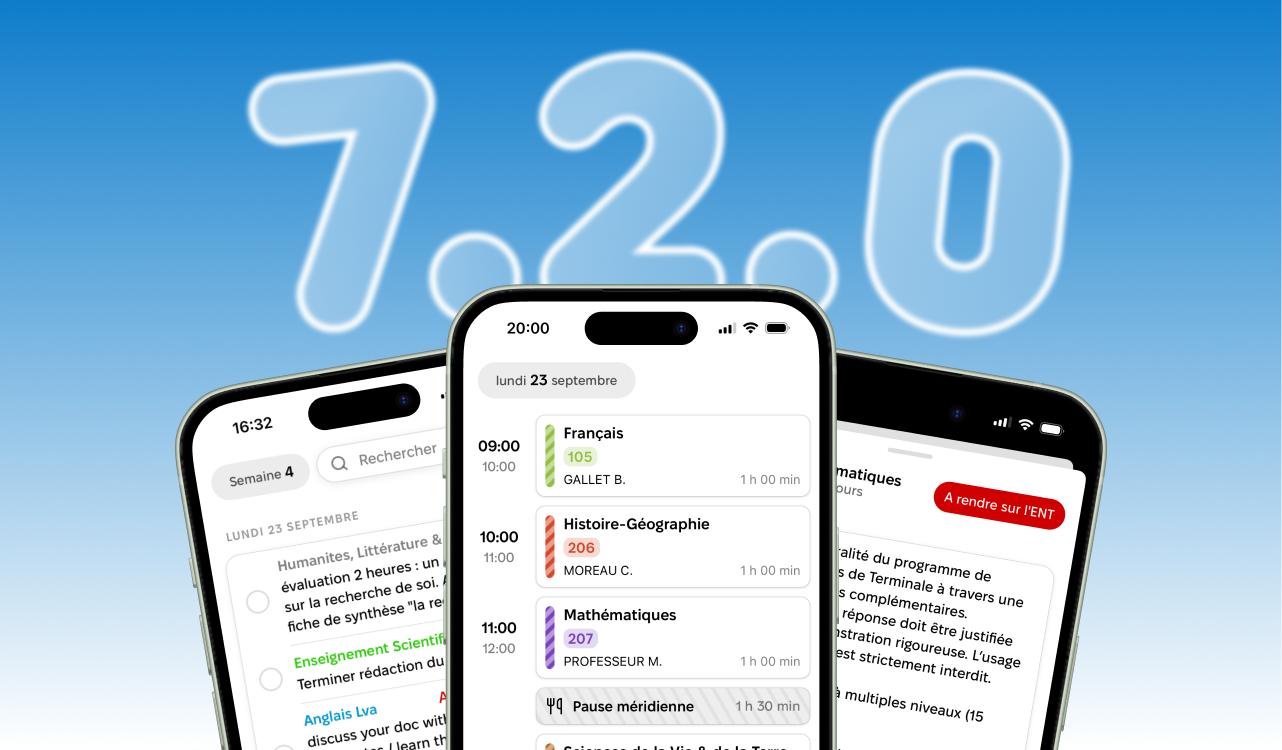 7.2.0
16:32
Semaine 4
Rechercher
LUNDI 23 SEPTEMBRE
Humanites, Littérature &
évaluation 2 heures : un
sur la recherche de soi.
fiche de synthèse "la
Enseignement
Terminer rédaction du
Anglais Lva
discuss your doc
/ learn
20:00
lundi 23 septembre
09:00
10:00
Français
105
GALLET B.
1 h 00 min
10:00
11:00
Histoire-Géographie
206
MOREAU C.
1 h 00 min
11:00
12:00
Mathématiques
207
PROFESSEUR M.
1 h 00 min
Pause méridienne
1 h 30 min
Sciences de la Vie & de la Terre
matiques
ours
A rendre sur l'ENT
ralité du programme de
s de Terminale à travers une
s complémentaires.
réponse doit être justifiée
nstration rigoureuse. L'usage
est strictement interdit.
à multiples niveaux (15